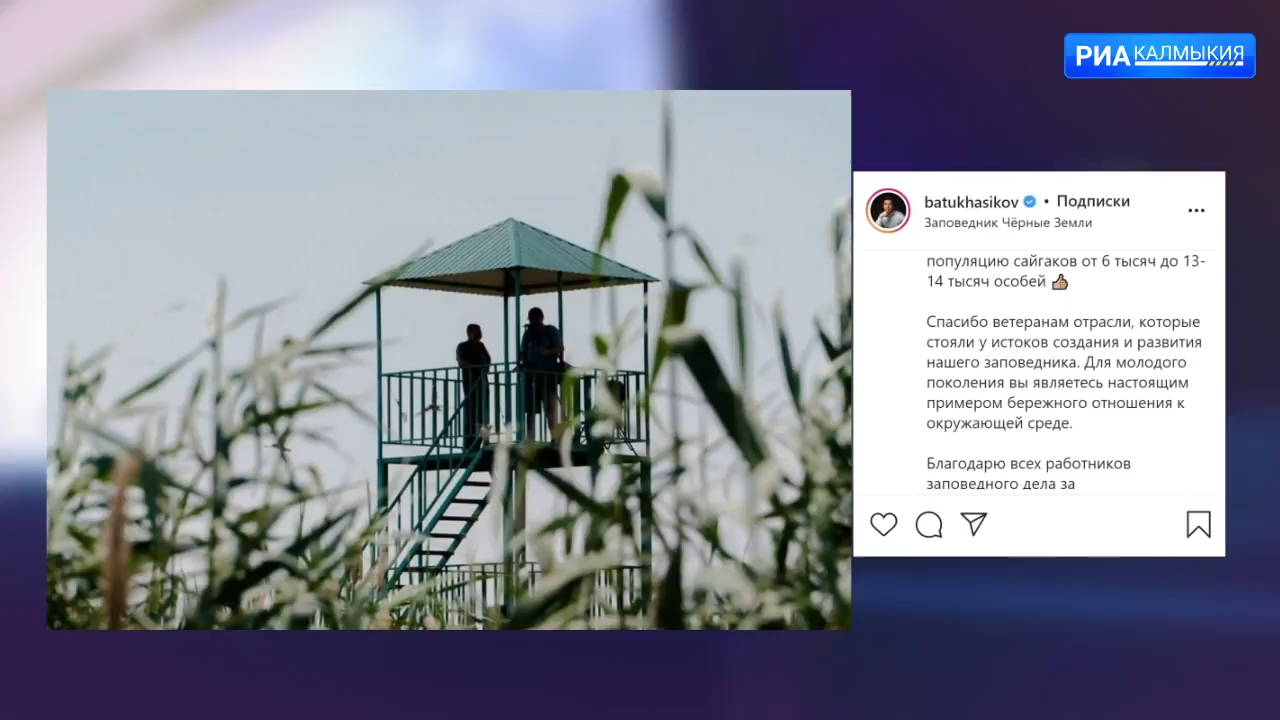 РИА КАЛМЫКИЯ
batukhasikov • Подписки
Заповедник Чёрные Земли
популяцию сайгаков от 6 тысяч до 13-
14 тысяч особей 👍🏼
Спасибо ветеранам отрасли, которые
стояли у истоков создания и развития
нашего заповедника. Для молодого
поколения вы являетесь настоящим
примером бережного отношения к
окружающей среде.
Благодарю всех работников
заповедного дела за